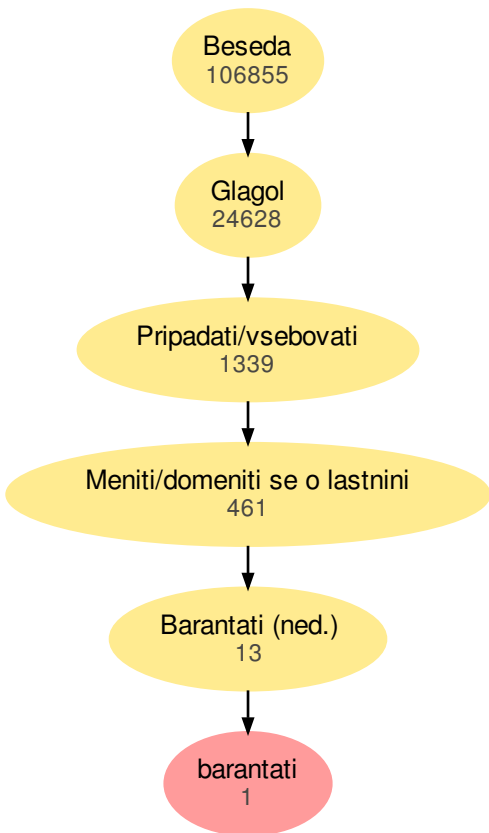 Beseda
106855
Glagol
24628
Pripadati/vsebovati
1339
Meniti/domeniti se o lastnini
461
Barantati (ned.)
13
barantati
1